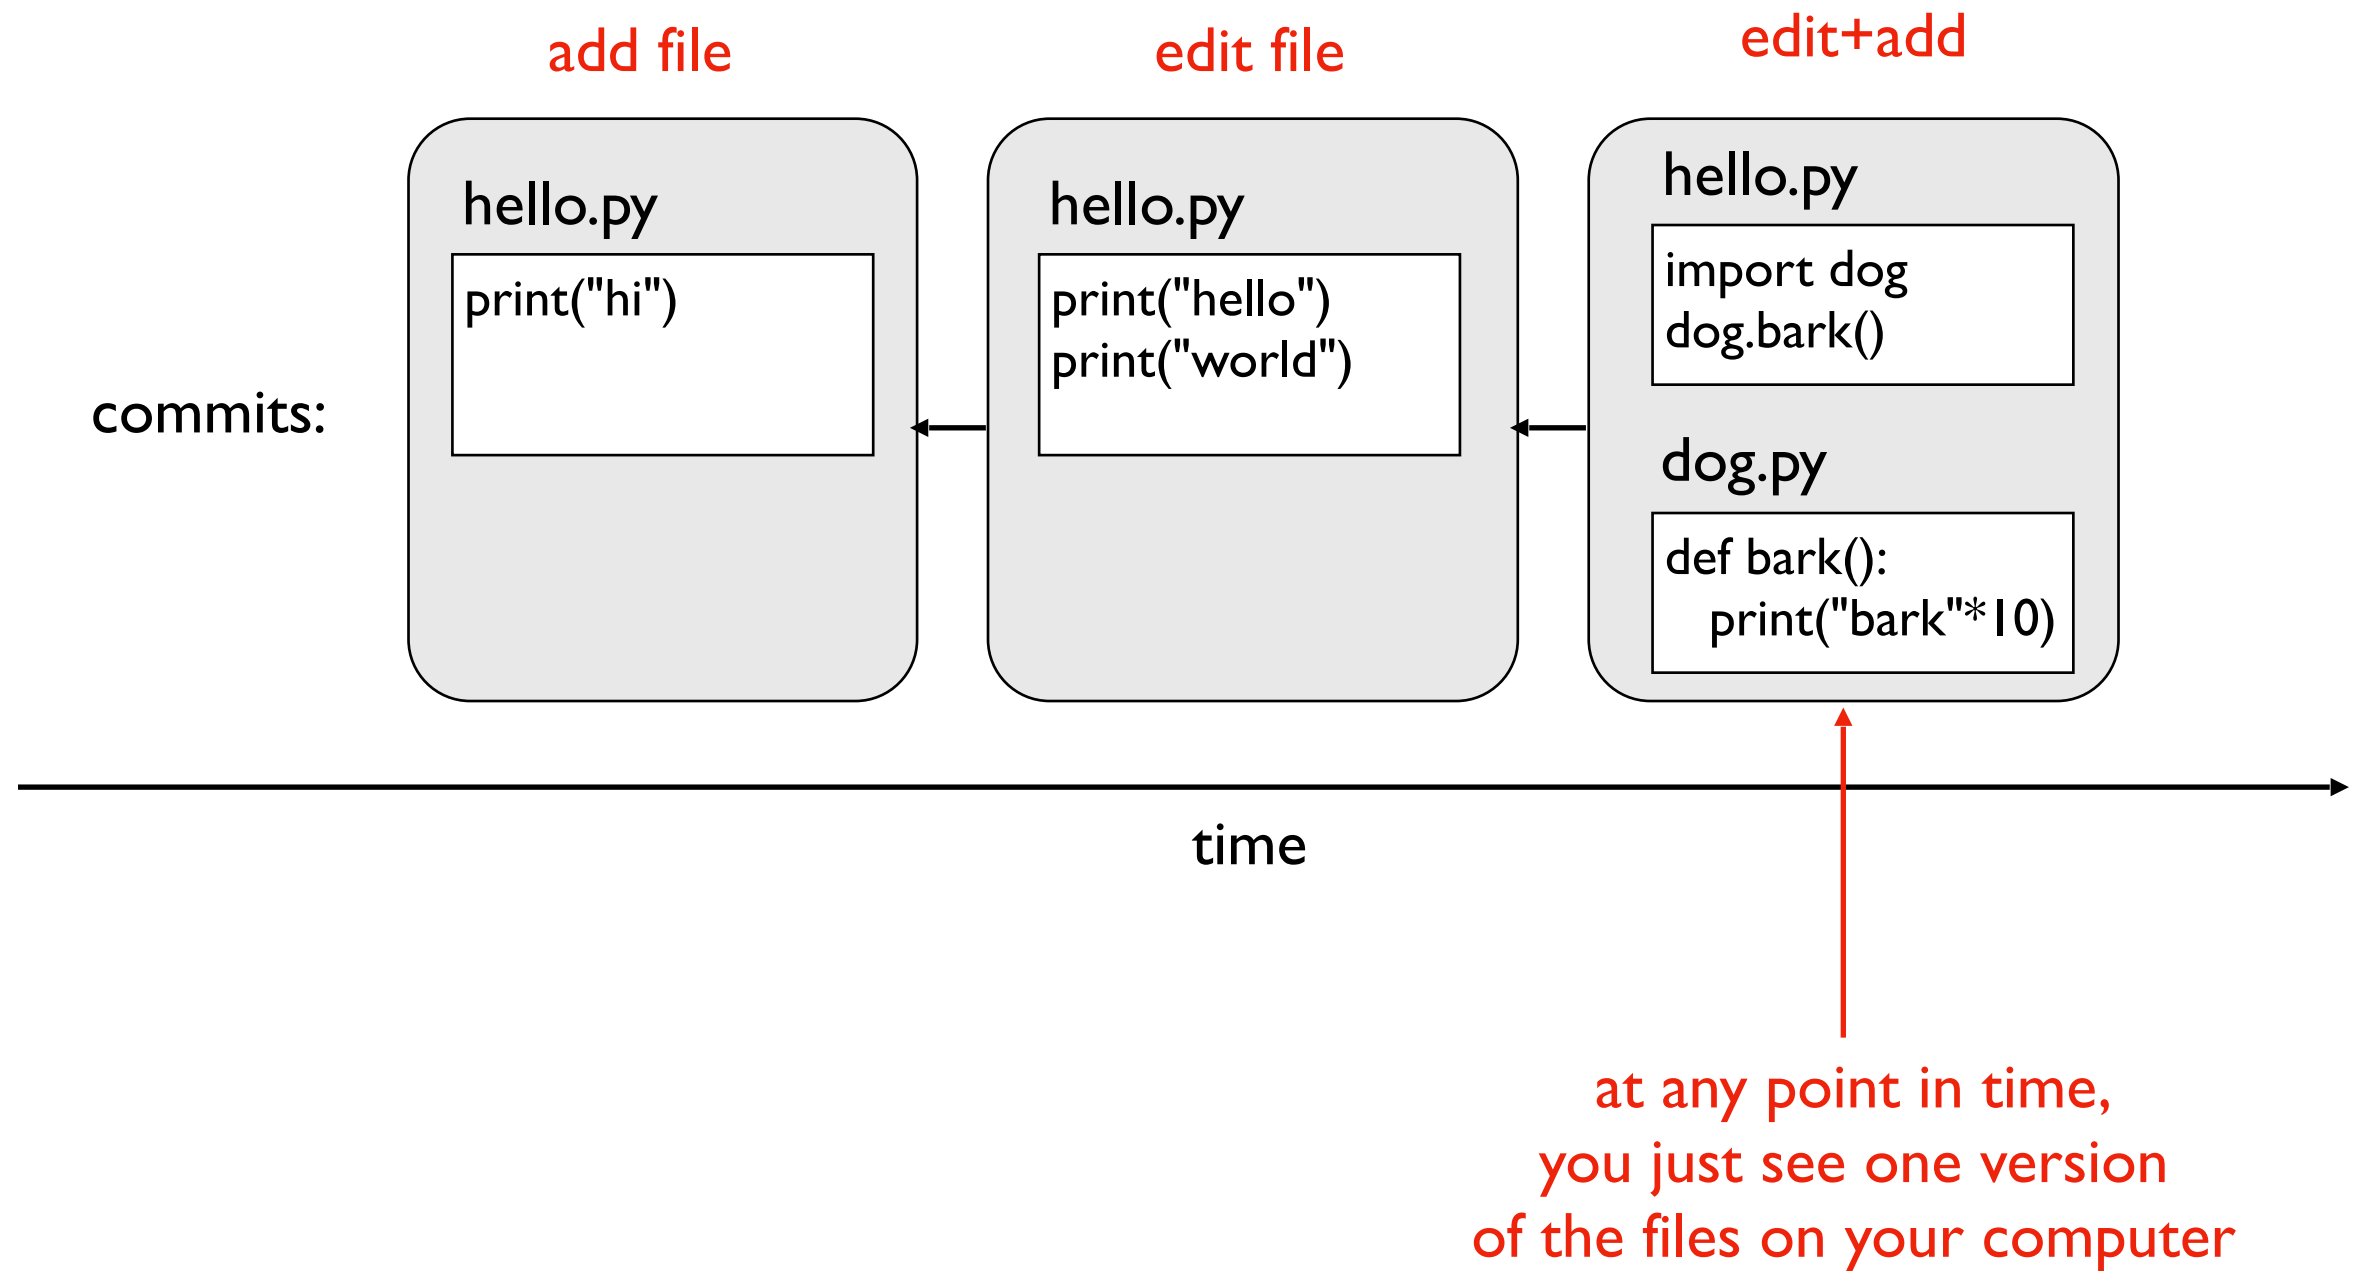 add file
edit file
edit+add
commits:
hello.py
print("hi")
hello.py
print("hello")
print("world")
hello.py
import dog
dog.bark()
dog.py
def bark():
print("bark"*10)
time
at any point in time,
you just see one version
of the files on your computer